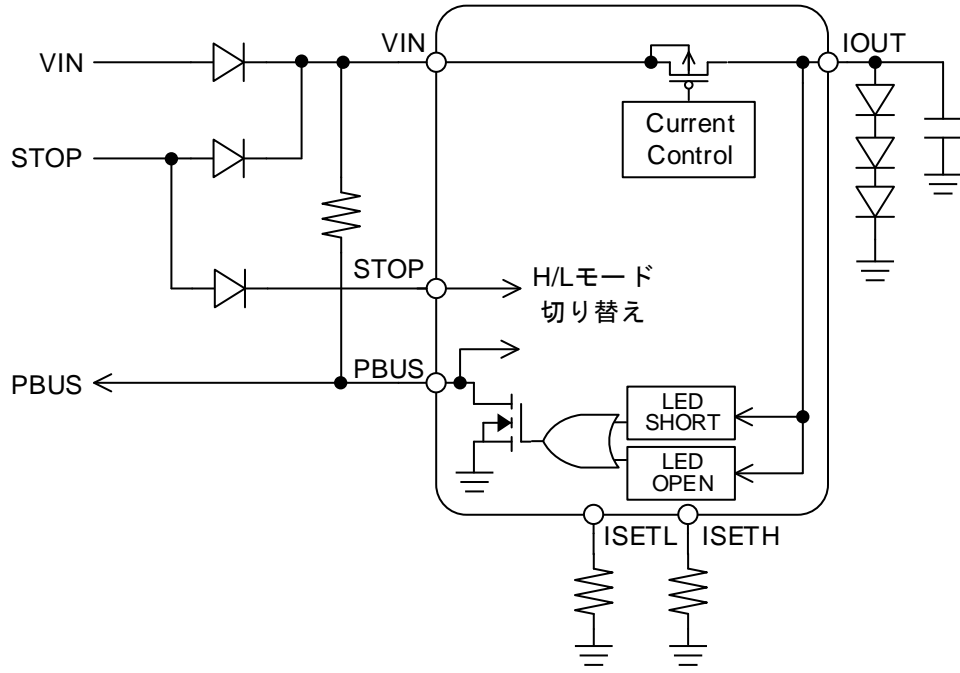 VIN
VIN
IOUT
Current
Control
STOP
STOP
H/Lモード
切り替え
PBUS
PBUS
LED
SHORT
LED
OPEN
ISETL
ISETH